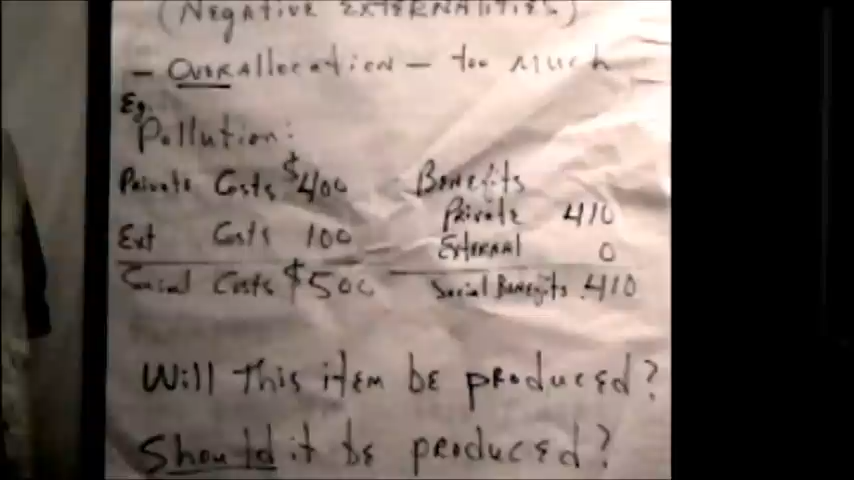 (NEGATIVE EXTERNALITIES)
- OVERallocation - too much
Eg.
Pollution:
Private Costs $400
Ext Costs 100
Social Costs $500
Benefits
Private 410
External 0
Social Benefits 410
Will this item be produced?
Should it be produced?